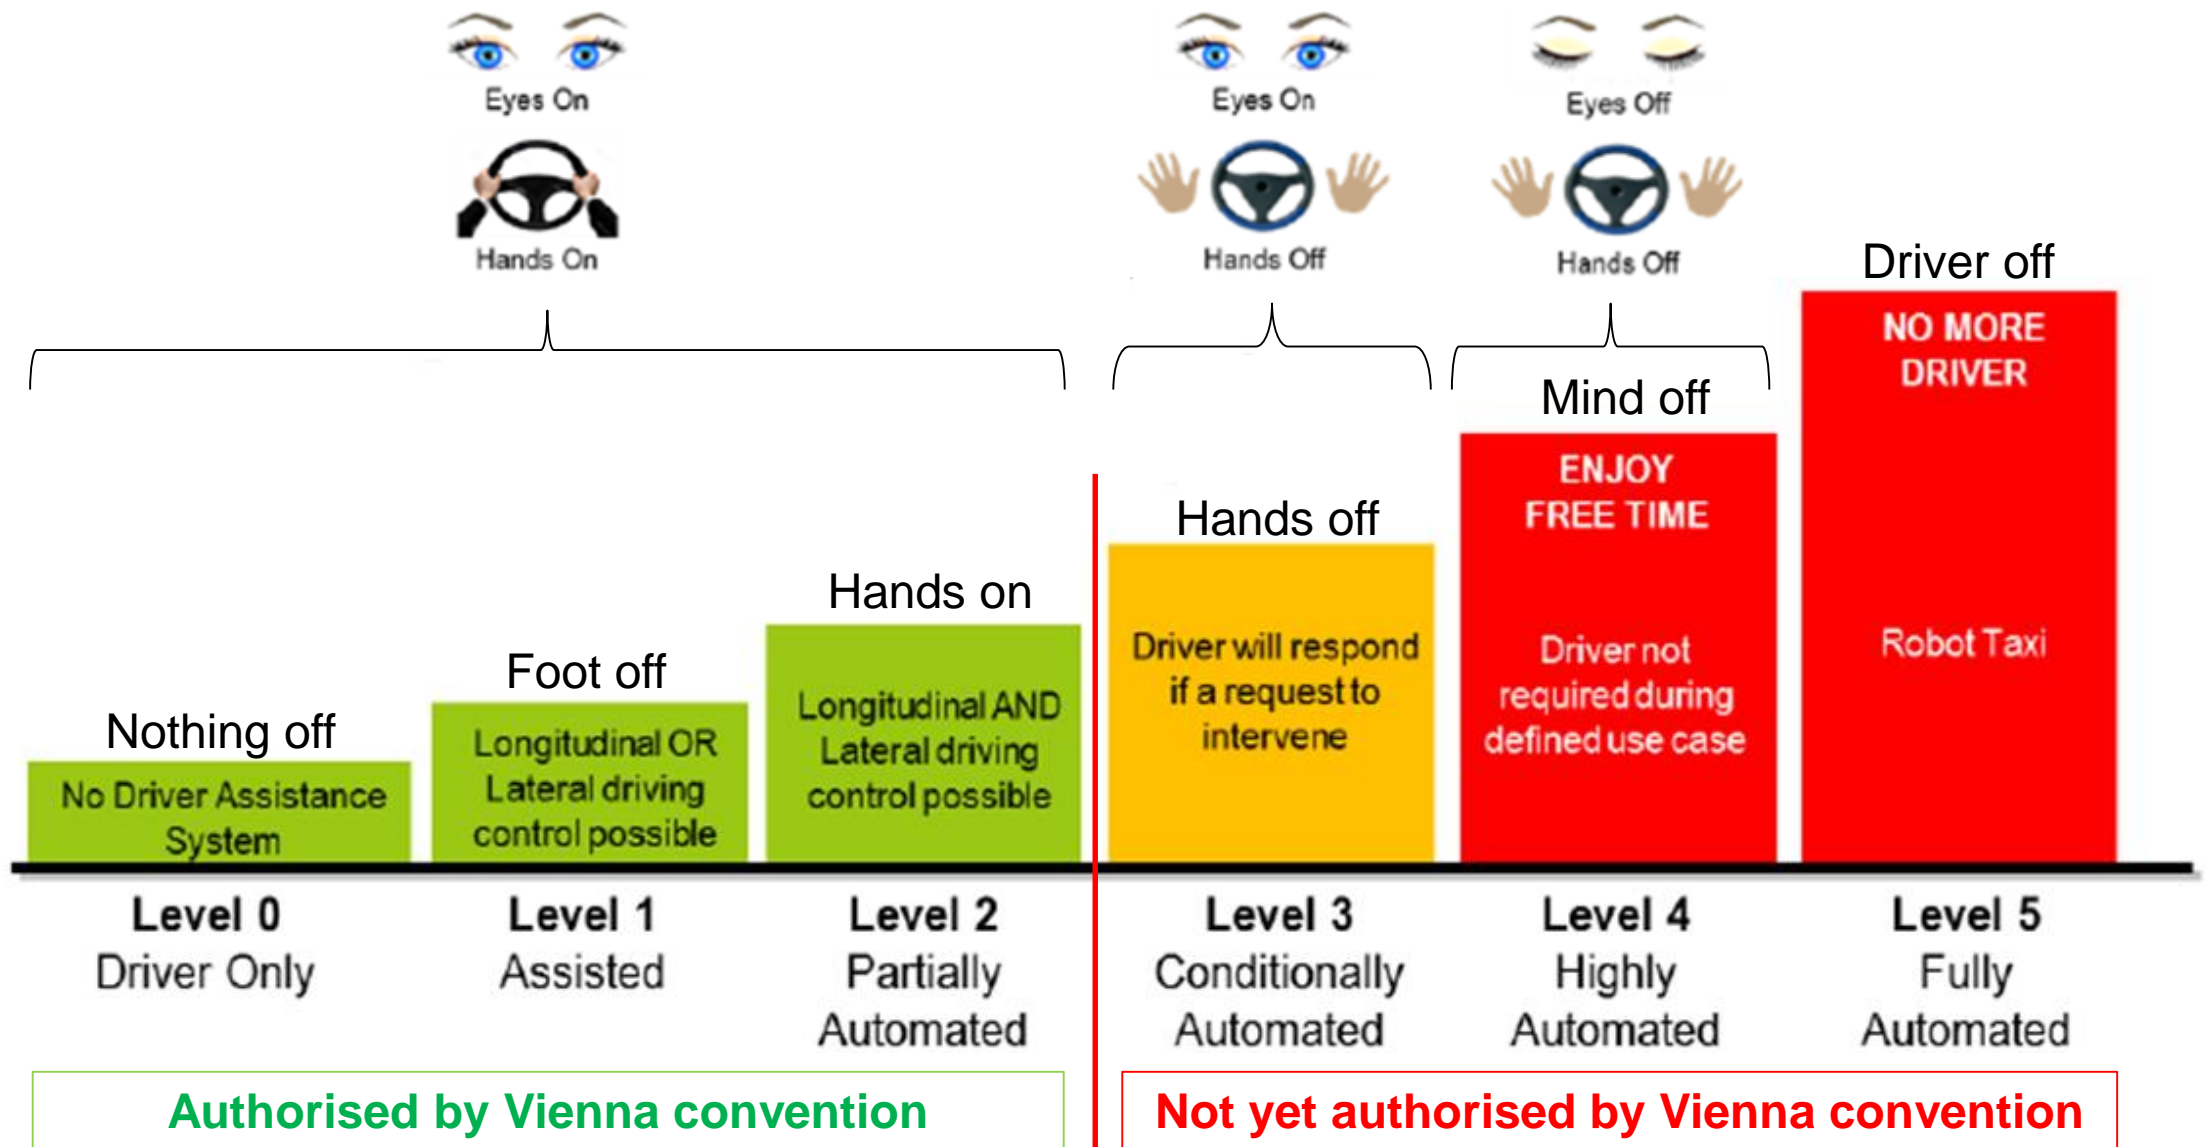 Eyes On
Hands On
Eyes On
Hands Off
Eyes Off
Hands Off
Nothing off
No Driver Assistance
System
Level 0
Driver Only
Foot off
Longitudinal OR
Lateral driving
control possible
Level 1
Assisted
Hands on
Longitudinal AND
Lateral driving
control possible
Level 2
Partially
Automated
Hands off
Driver will respond
if a request to
intervene
Level 3
Conditionally
Automated
Mind off
ENJOY
FREE TIME
Driver not
required during
defined use case
Level 4
Highly
Automated
Driver off
NO MORE
DRIVER
Robot Taxi
Level 5
Fully
Automated
Authorised by Vienna convention
Not yet authorised by Vienna convention